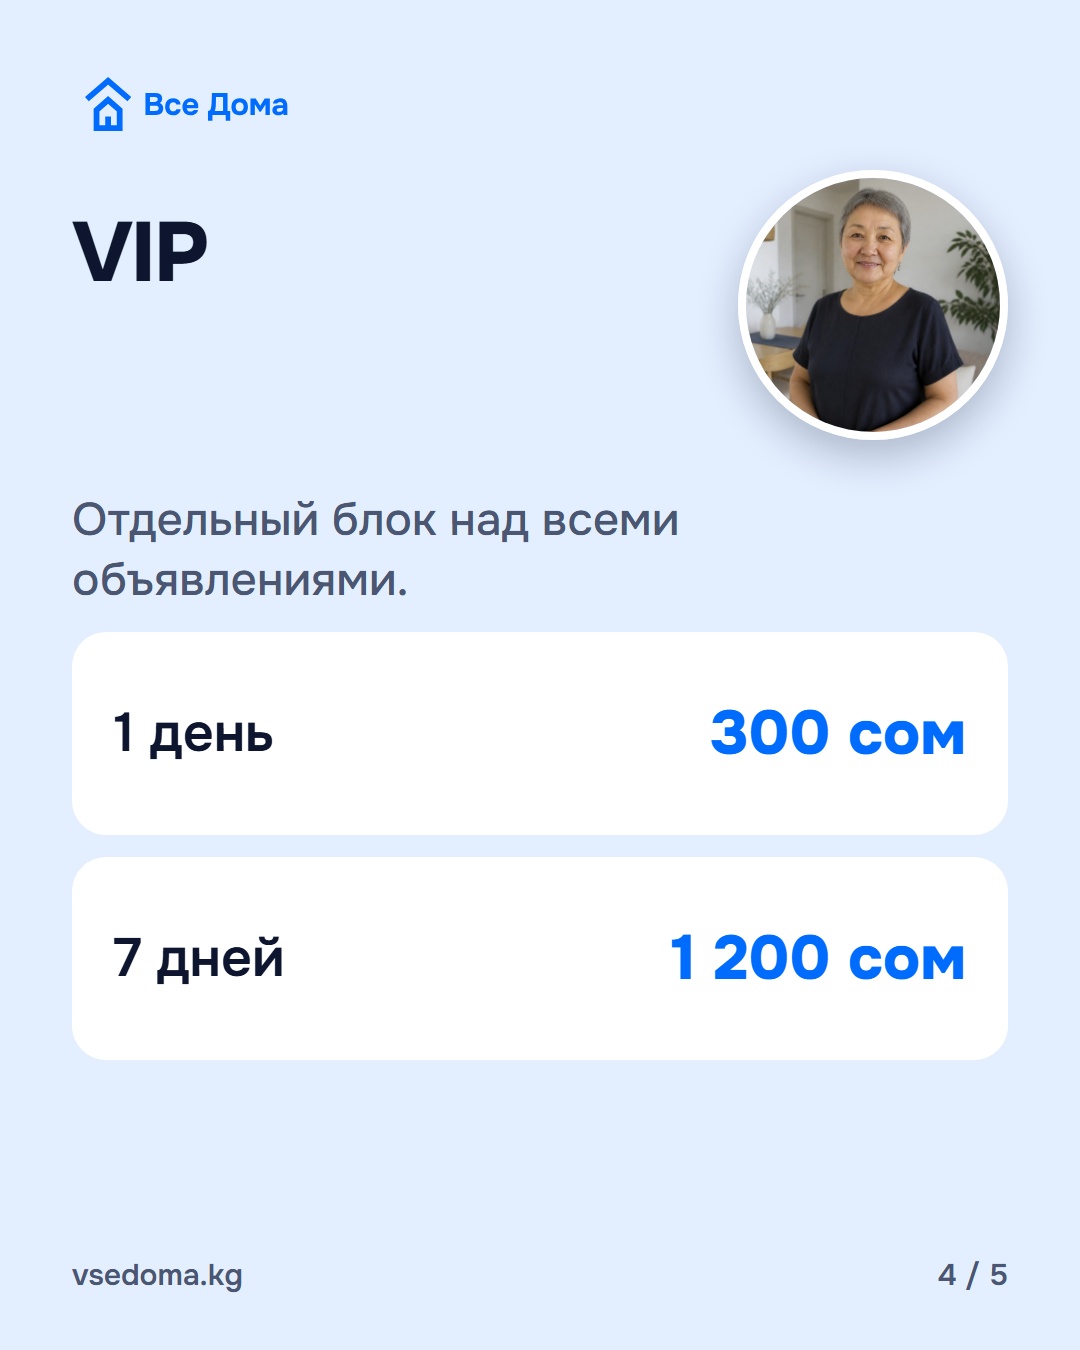 Все Дома
VIP
Отдельный блок над всеми
объявлениями.
1 день
300 сом
7 дней
1 200 сом
vsedoma.kg
4 / 5